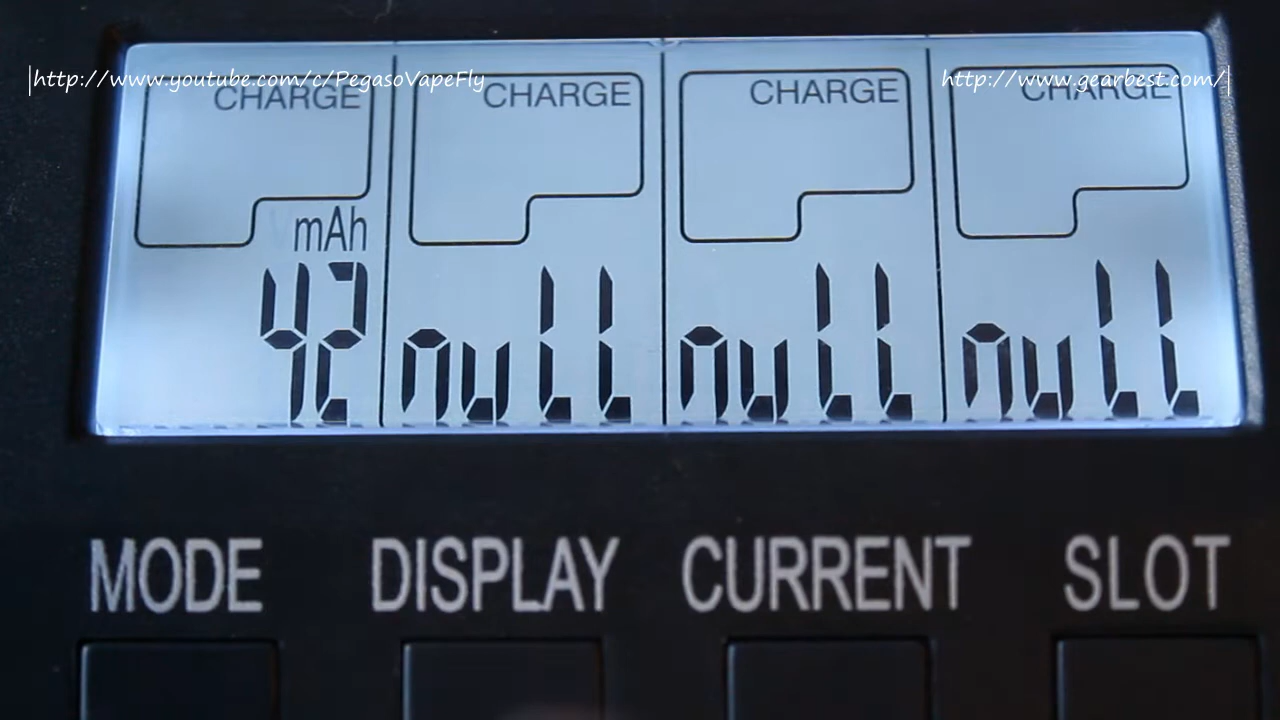 |http://www.youtube.com/c/PegasoVapeFly http://www.gearbest.com/|
CHARGE CHARGE CHARGE CHARGE
mAh
42 null null null
MODE DISPLAY CURRENT SLOT